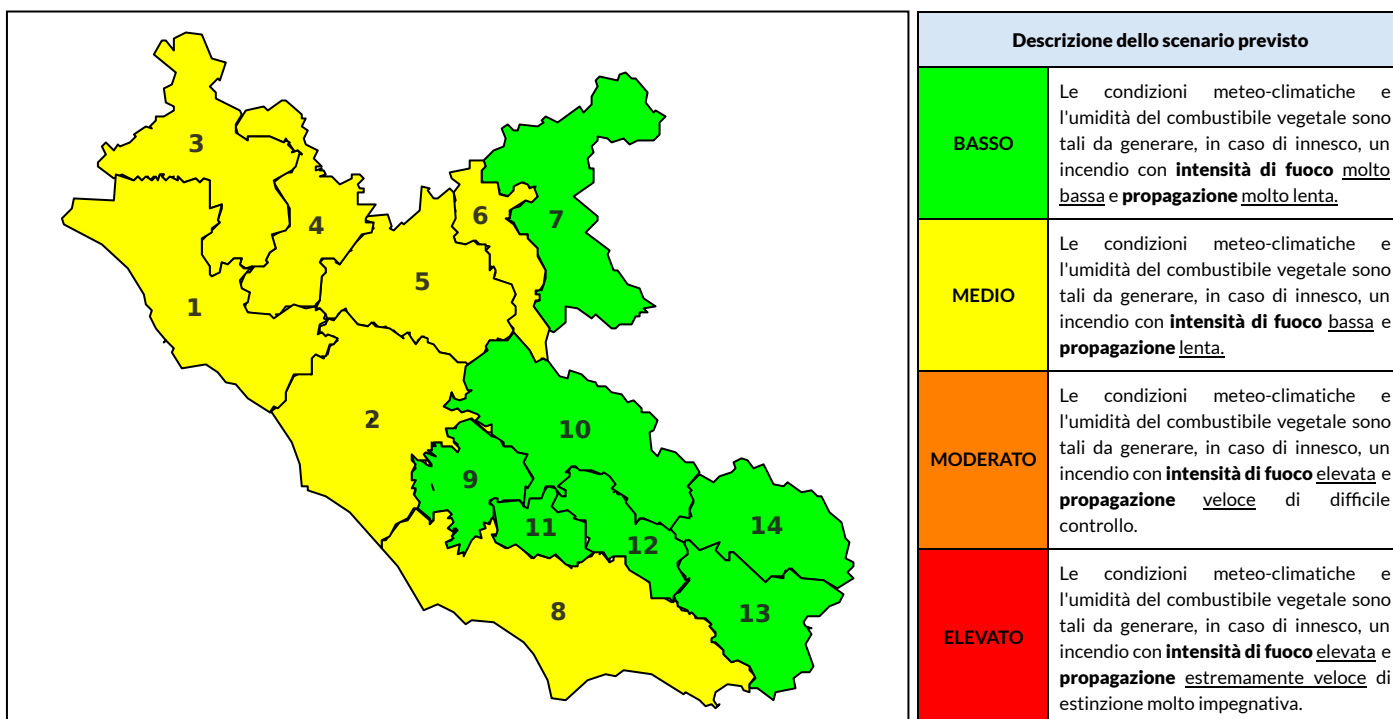 3
4
6
7
5
1
2
10
9
11
14
12
8
13
Descrizione dello scenario previsto
BASSO
Le condizioni meteo-climatiche e
l'umidità del combustibile vegetale sono
tali da generare, in caso di innesco, un
incendio con intensità di fuoco molto
bassa e propagazione molto lenta.
MEDIO
Le condizioni meteo-climatiche e
l'umidità del combustibile vegetale sono
tali da generare, in caso di innesco, un
incendio con intensità di fuoco bassa e
propagazione lenta.
MODERATO
Le condizioni meteo-climatiche e
l'umidità del combustibile vegetale sono
tali da generare, in caso di innesco, un
incendio con intensità di fuoco elevata e
propagazione veloce di difficile
controllo.
ELEVATO
Le condizioni meteo-climatiche e
l'umidità del combustibile vegetale sono
tali da generare, in caso di innesco, un
incendio con intensità di fuoco elevata e
propagazione estremamente veloce di
estinzione molto impegnativa.